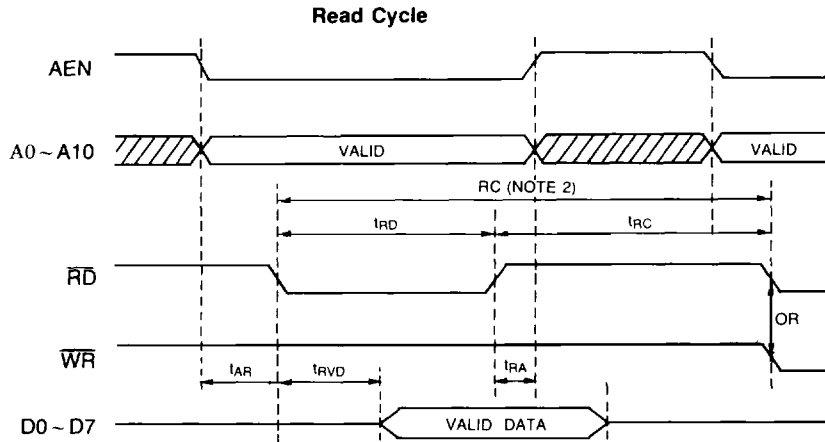 Read Cycle
AEN
A0 ~ A10
VALID
VALID
RC (NOTE 2)
tRD
tRC
RD
OR
WR
tAR
tRVD
tRA
D0 ~ D7
VALID DATA